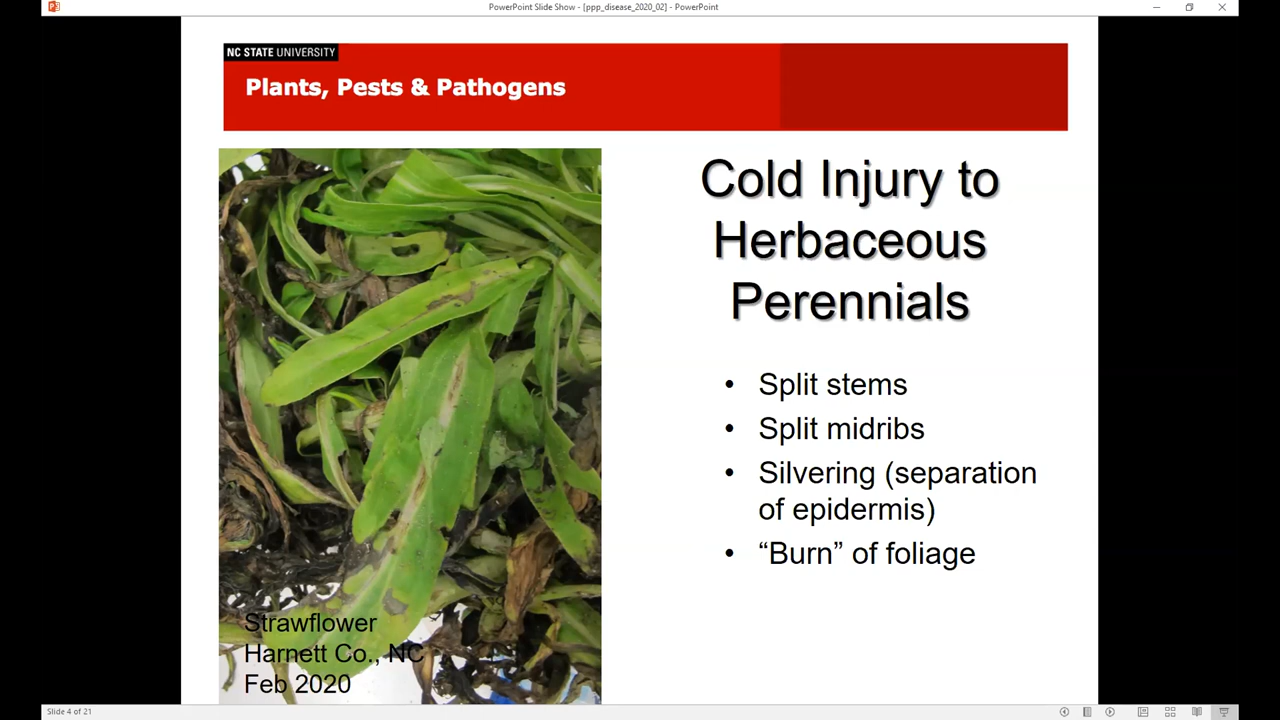 PowerPoint Slide Show - [ppp_disease_2020_02] - PowerPoint
NC STATE UNIVERSITY
Plants, Pests & Pathogens
Cold Injury to
Herbaceous
Perennials
• Split stems
• Split midribs
• Silvering (separation
of epidermis)
• “Burn” of foliage
Strawflower
Harnett Co., NC
Feb 2020
Slide 4 of 21